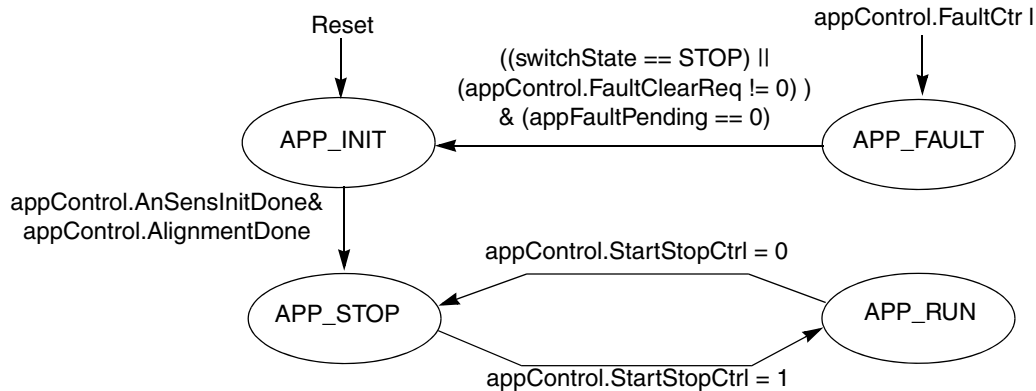 Reset
appControl.FaultCtr l
((switchState == STOP) ||
(appControl.FaultClearReq != 0) )
& (appFaultPending == 0)
APP_INIT
APP_FAULT
appControl.AnSensInitDone&
appControl.AlignmentDone
appControl.StartStopCtrl = 0
APP_STOP
APP_RUN
appControl.StartStopCtrl = 1